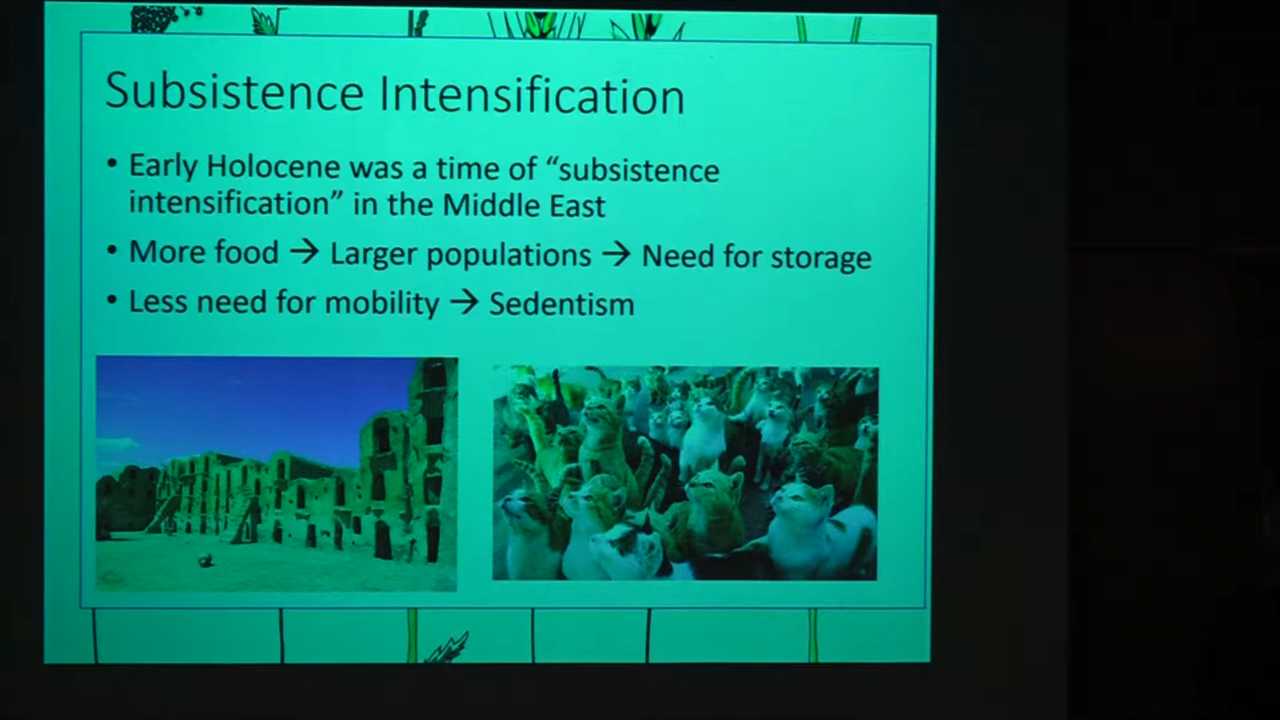 Subsistence Intensification
• Early Holocene was a time of “subsistence
intensification” in the Middle East
• More food → Larger populations → Need for storage
• Less need for mobility → Sedentism